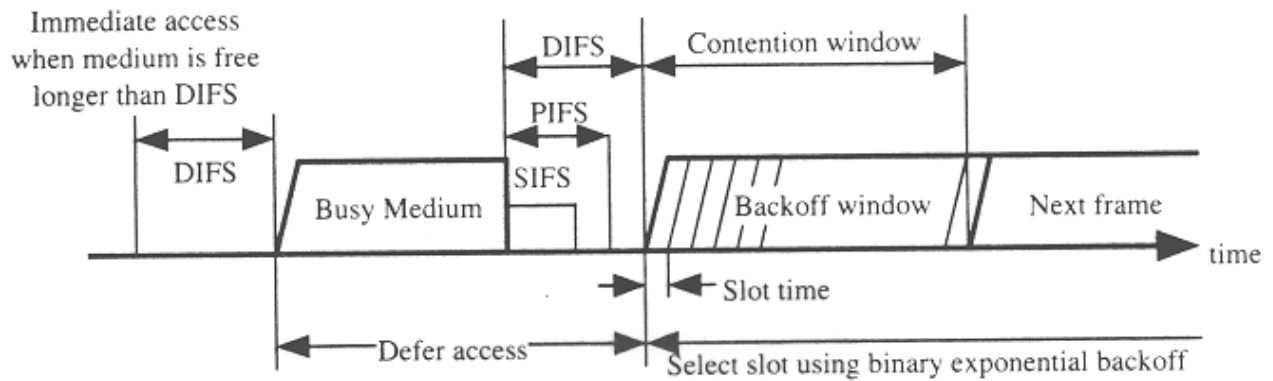 Immediate access
when medium is free
longer than DIFS
DIFS
DIFS
Contention window
PIFS
SIFS
Busy Medium
Backoff window
Next frame
time
Slot time
Defer access
Select slot using binary exponential backoff